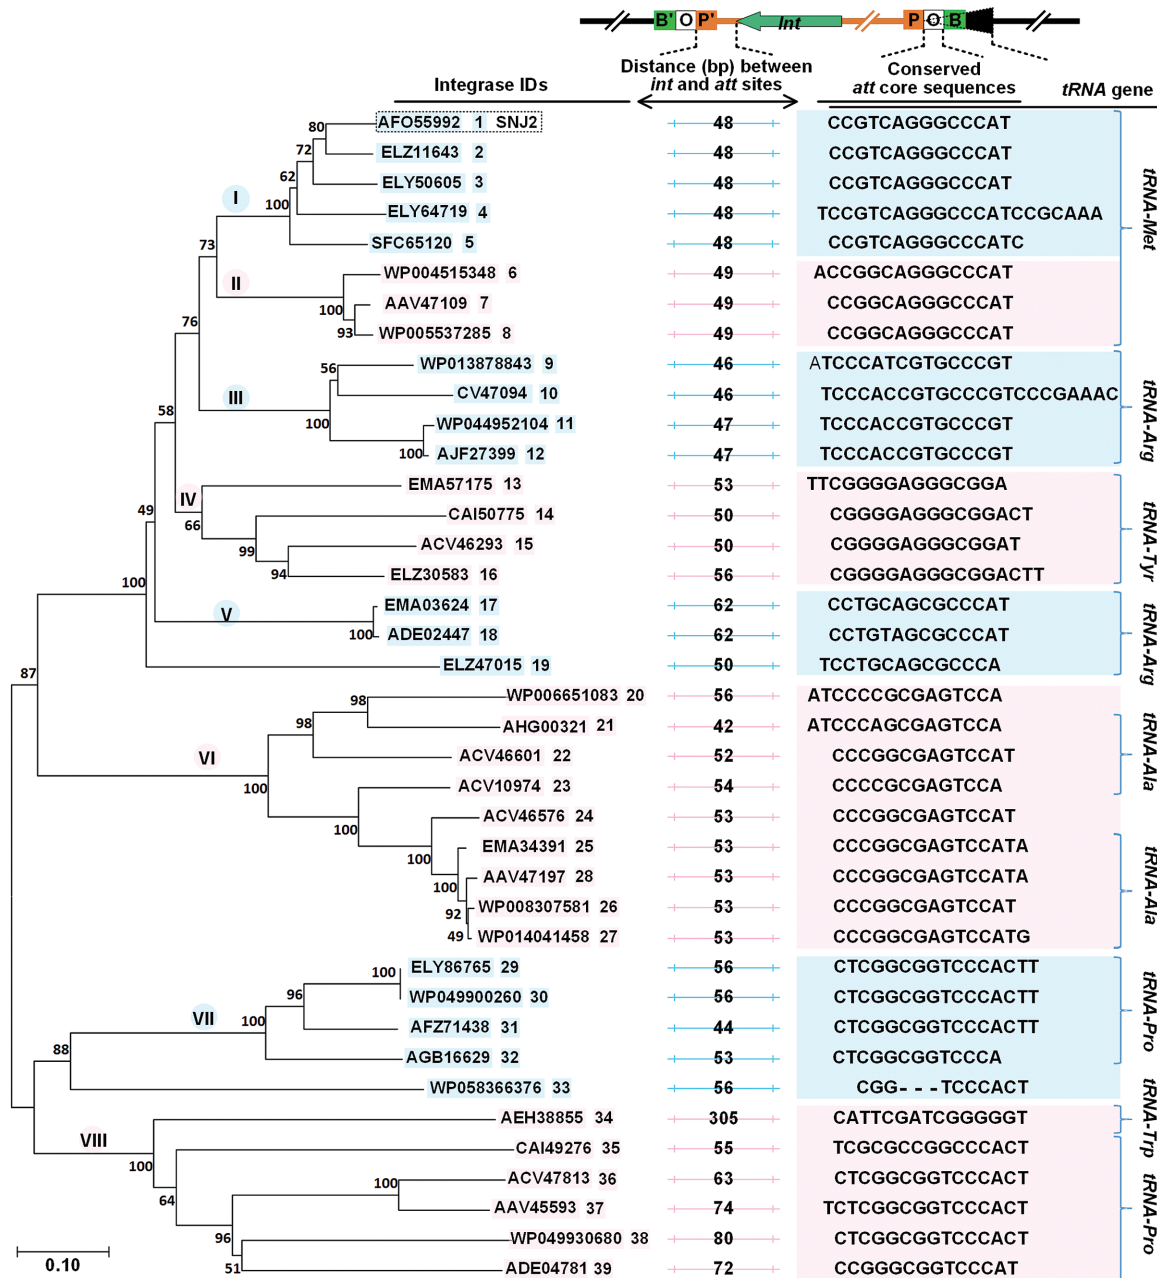 B' O P' Int P O B
Distance (bp) between
int and att sites
Integrase IDs
Conserved
att core sequences
tRNA gene
AFO55992 1 SNJ2 48 CCGTCAGGGCCCAT
ELZ11643 2 48 CCGTCAGGGCCCAT
ELY50605 3 48 CCGTCAGGGCCCAT
ELY64719 4 48 TCCGTCAGGGCCCATCCGCAAA
SFC65120 5 48 CCGTCAGGGCCCATC
WP004515348 6 49 ACCGGCAGGGCCCAT
AAV47109 7 49 CCGGCAGGGCCCAT
WP005537285 8 49 CCGGCAGGGCCCAT
tRNA-Met
WP013878843 9 46 ATCCCATCGTGCCCGT
CV47094 10 46 TCCCACCGTGCCCGTCCCGAAAC
WP044952104 11 47 TCCCACCGTGCCCGT
AJF27399 12 47 TCCCACCGTGCCCGT
tRNA-Arg
EMA57175 13 53 TTCGGGGAGGGCGGA
CAI50775 14 50 CGGGGAGGGCGGACT
ACV46293 15 50 CGGGGAGGGCGGAT
ELZ30583 16 56 CGGGGAGGGCGGACTT
tRNA-Tyr
EMA03624 17 62 CCTGCAGCGCCCAT
ADE02447 18 62 CCTGTAGCGCCCAT
ELZ47015 19 50 TCCTGCAGCGCCCA
tRNA-Arg
WP006651083 20 56 ATCCCCGCGAGTCCA
AHG00321 21 42 ATCCCAGCGAGTCCA
ACV46601 22 52 CCCGGCGAGTCCAT
ACV10974 23 54 CCCCGCGAGTCCA
tRNA-Ala
ACV46576 24 53 CCCGGCGAGTCCAT
EMA34391 25 53 CCCGGCGAGTCCATA
AAV47197 28 53 CCCGGCGAGTCCATA
WP008307581 26 53 CCCGGCGAGTCCAT
WP014041458 27 53 CCCGGCGAGTCCATG
tRNA-Ala
ELY86765 29 56 CTCGGCGGTCCCACTT
WP049900260 30 56 CTCGGCGGTCCCACTT
AFZ71438 31 44 CTCGGCGGTCCCACTT
AGB16629 32 53 CTCGGCGGTCCCA
tRNA-Pro
WP058366376 33 56 CGG- - -TCCCACT
AEH38855 34 305 CATTCGATCGGGGGT
tRNA-Trp
CAI49276 35 55 TCGCGCCGGCCCACT
ACV47813 36 63 CTCGGCGGTCCCACT
AAV45593 37 74 TCTCGGCGGTCCCACT
WP049930680 38 80 CTCGGCGGTCCCACT
ADE04781 39 72 CCGGGCGGTCCCAT
tRNA-Pro
I
II
III
IV
V
VI
VII
VIII
80
72
62
100
73
100
93
76
56
100
100
58
49
66
99
94
100
100
87
98
98
100
100
100
100
92
49
100
96
100
88
100
64
100
96
51
0.10